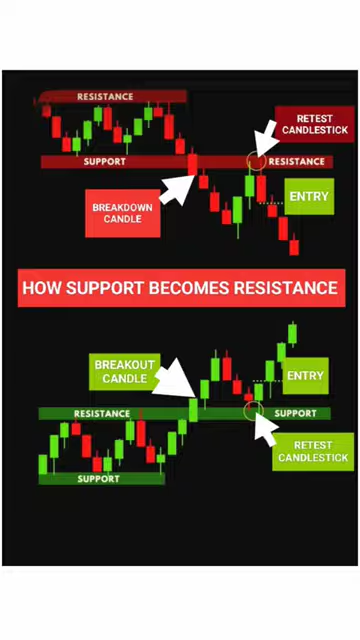 RESISTANCE
RETEST
CANDLESTICK
SUPPORT
RESISTANCE
BREAKDOWN
CANDLE
ENTRY
HOW SUPPORT BECOMES RESISTANCE
BREAKOUT
CANDLE
ENTRY
RESISTANCE
SUPPORT
RETEST
CANDLESTICK
SUPPORT